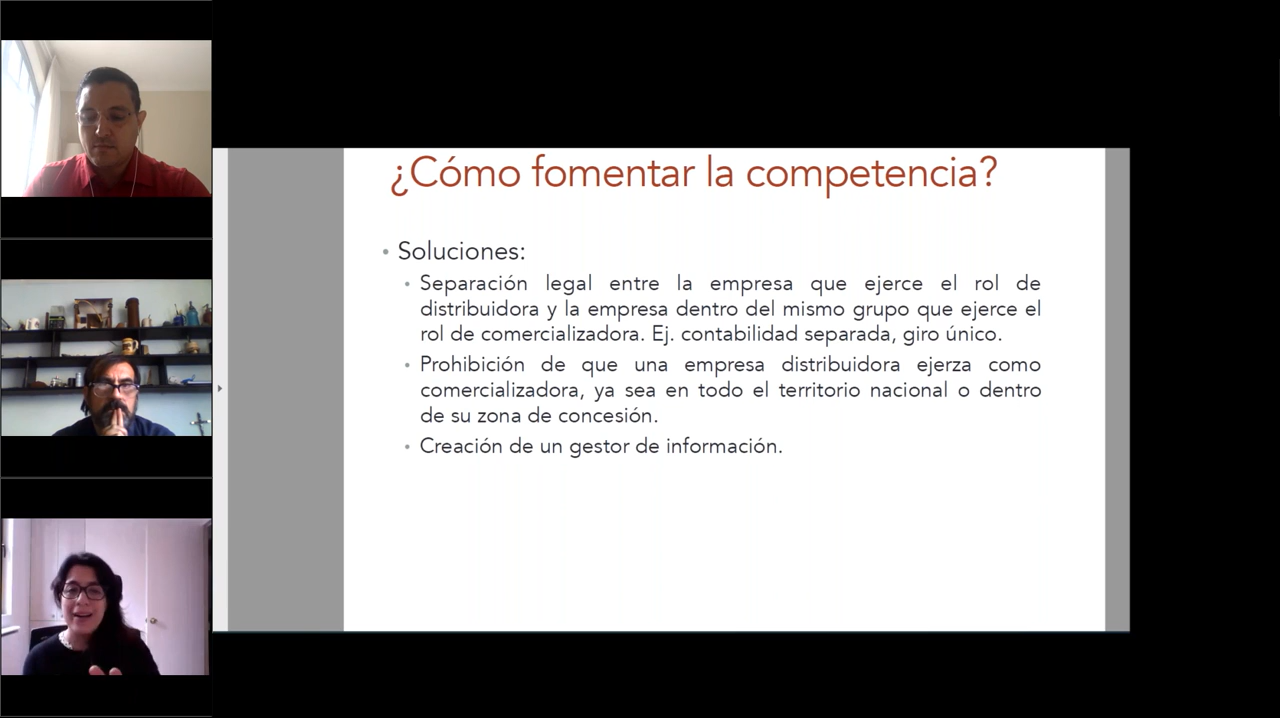 ¿Cómo fomentar la competencia?
• Soluciones:
• Separación legal entre la empresa que ejerce el rol de
distribuidora y la empresa dentro del mismo grupo que ejerce el
rol de comercializadora. Ej. contabilidad separada, giro único.
• Prohibición de que una empresa distribuidora ejerza como
comercializadora, ya sea en todo el territorio nacional o dentro
de su zona de concesión.
• Creación de un gestor de información.